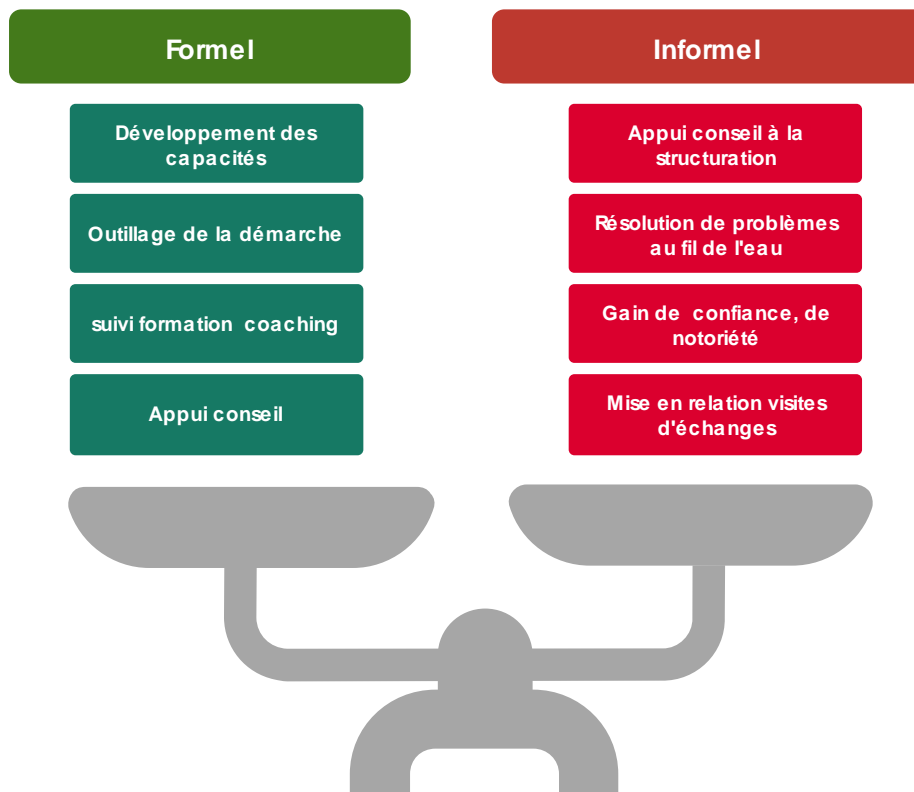 Formel
Développement des
capacités
Outillage de la démarche
suivi formation coaching
Appui conseil
Informel
Appui conseil à la
structuration
Résolution de problèmes
au fil de l'eau
Gain de confiance, de
notoriété
Mise en relation visites
d'échanges